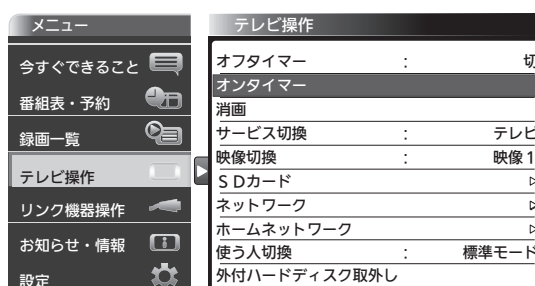 メニュー
今すぐできること
番組表・予約
録画一覧
テレビ操作
リンク機器操作
お知らせ・情報
設定
テレビ操作
オフタイマー : 切
オンタイマー
消画
サービス切換 : テレビ
映像切換 : 映像1
SDカード
ネットワーク
ホームネットワーク
使う人切換 : 標準モード
外付ハードディスク取外し